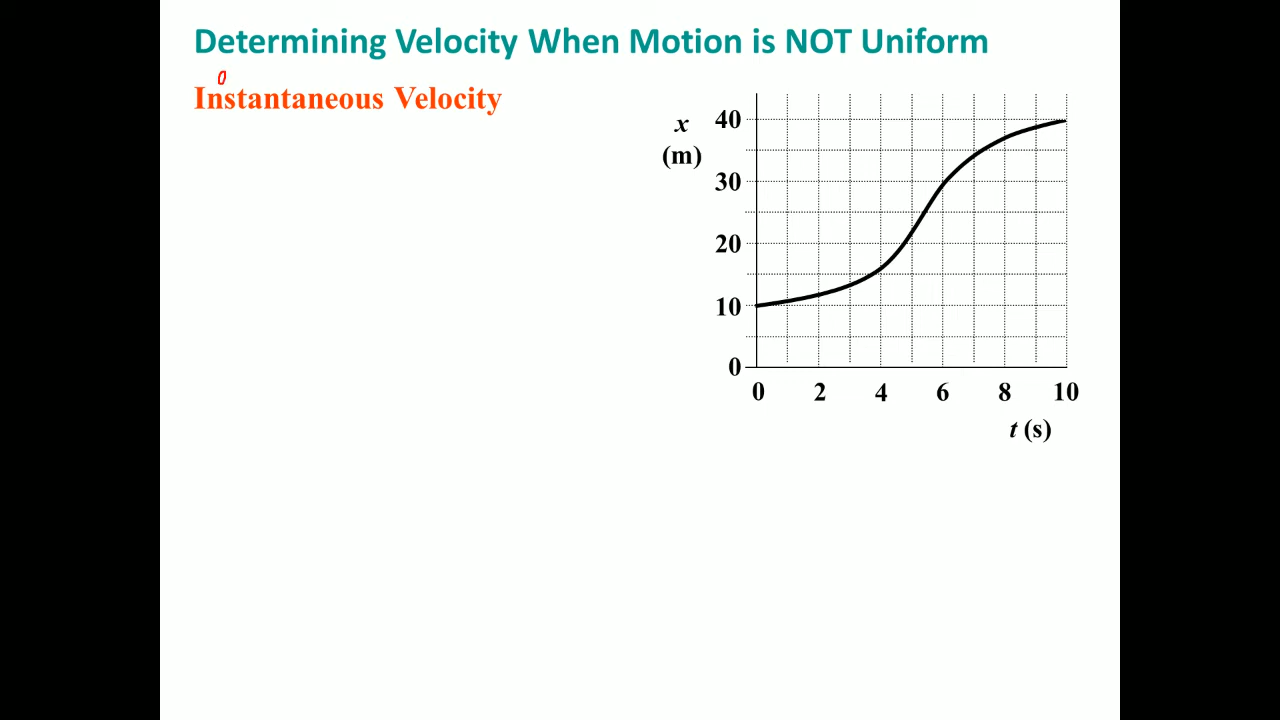 Determining Velocity When Motion is NOT Uniform
0
Instantaneous Velocity
x
(m)
40
30
20
10
0
0 2 4 6 8 10
t (s)